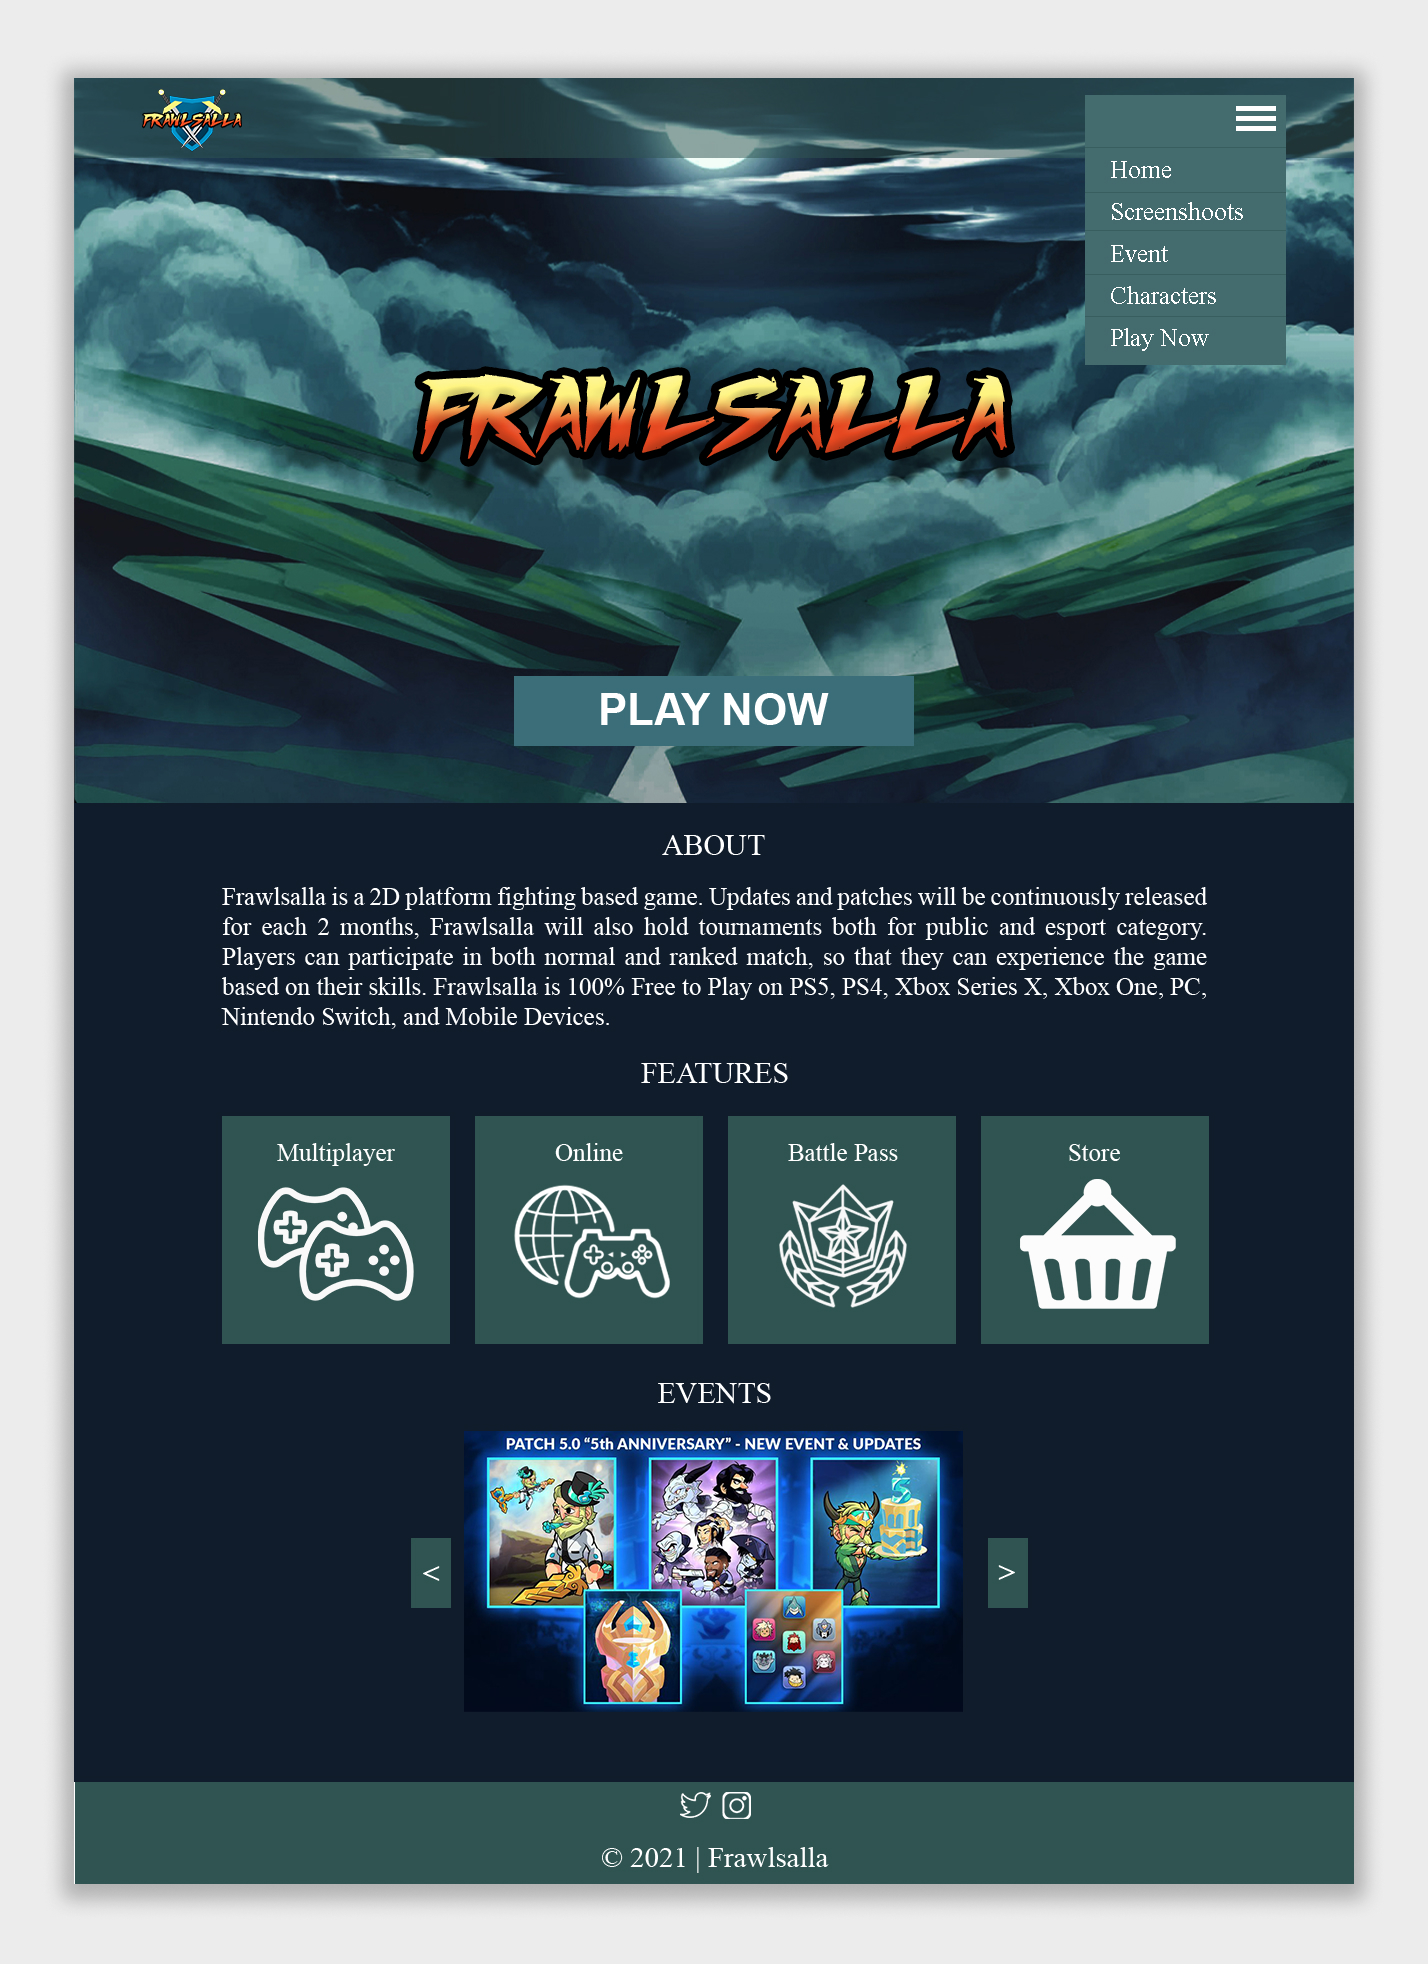 FRAWLSALLA
Home
Screenshoots
Event
Characters
Play Now
FRAWLSALLA
PLAY NOW
ABOUT
Frawlsalla is a 2D platform fighting based game. Updates and patches will be continuously released
for each 2 months, Frawlsalla will also hold tournaments both for public and esport category.
Players can participate in both normal and ranked match, so that they can experience the game
based on their skills. Frawlsalla is 100% Free to Play on PS5, PS4, Xbox Series X, Xbox One, PC,
Nintendo Switch, and Mobile Devices.
FEATURES
Multiplayer
Online
Battle Pass
Store
EVENTS
PATCH 5.0 “5th ANNIVERSARY” - NEW EVENT & UPDATES
5
<
>
© 2021 | Frawlsalla